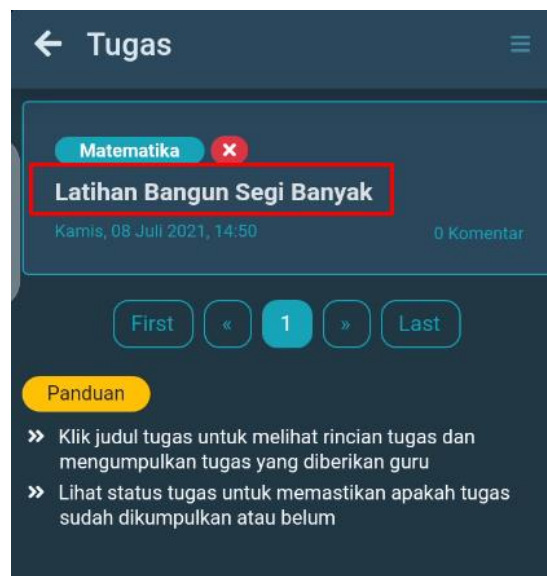 Tugas
Matematika
Latihan Bangun Segi Banyak
Kamis, 08 Juli 2021, 14:50
0 Komentar
First « 1 » Last
Panduan
» Klik judul tugas untuk melihat rincian tugas dan
mengumpulkan tugas yang diberikan guru
» Lihat status tugas untuk memastikan apakah tugas
sudah dikumpulkan atau belum